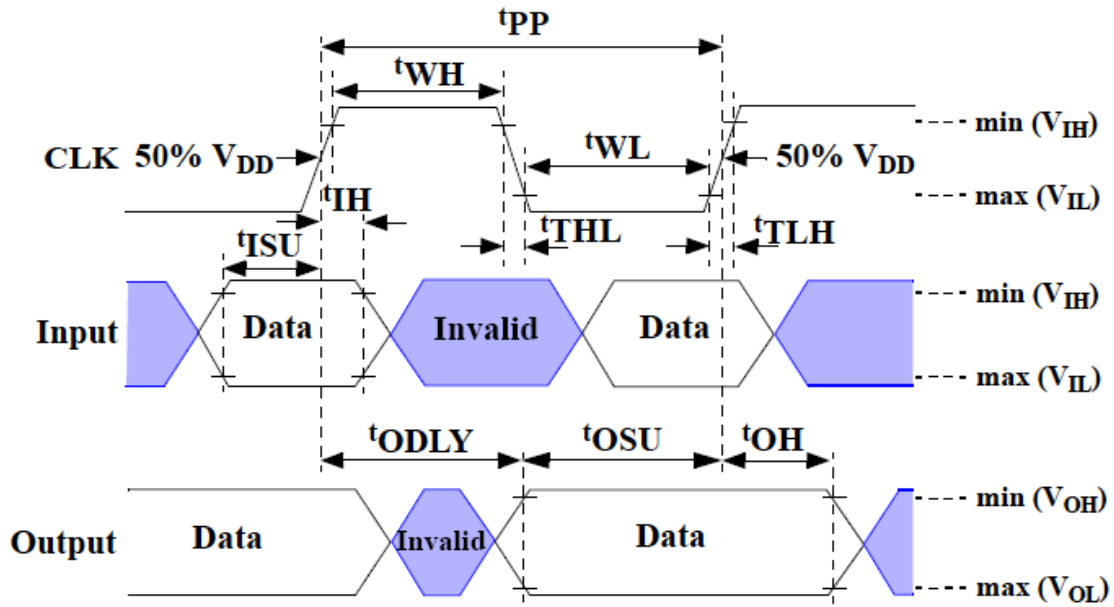 tPP
tWH
min (VIH)
CLK 50% VDD
tWL
50% VDD
max (VIL)
tIH
tTHL
tTLH
tISU
min (VIH)
Input
Data
Invalid
Data
max (VIL)
tODLY
tOSU
tOH
min (VOH)
Output
Data
Invalid
Data
max (VOL)